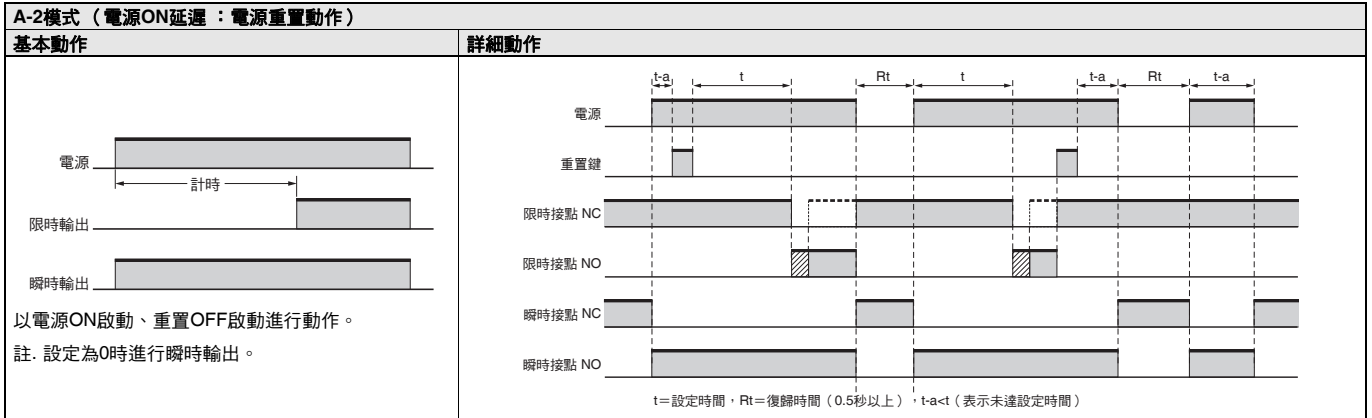 A-2模式（電源ON延遲：電源重置動作）
基本動作
詳細動作
電源
計時
限時輸出
瞬時輸出
以電源ON啟動、重置OFF啟動進行動作。
註. 設定為0時進行瞬時輸出。
t-a t Rt t t-a Rt t-a
電源
重置鍵
限時接點 NC
限時接點 NO
瞬時接點 NC
瞬時接點 NO
t＝設定時間，Rt＝復歸時間（0.5秒以上），t-a<t（表示未達設定時間）